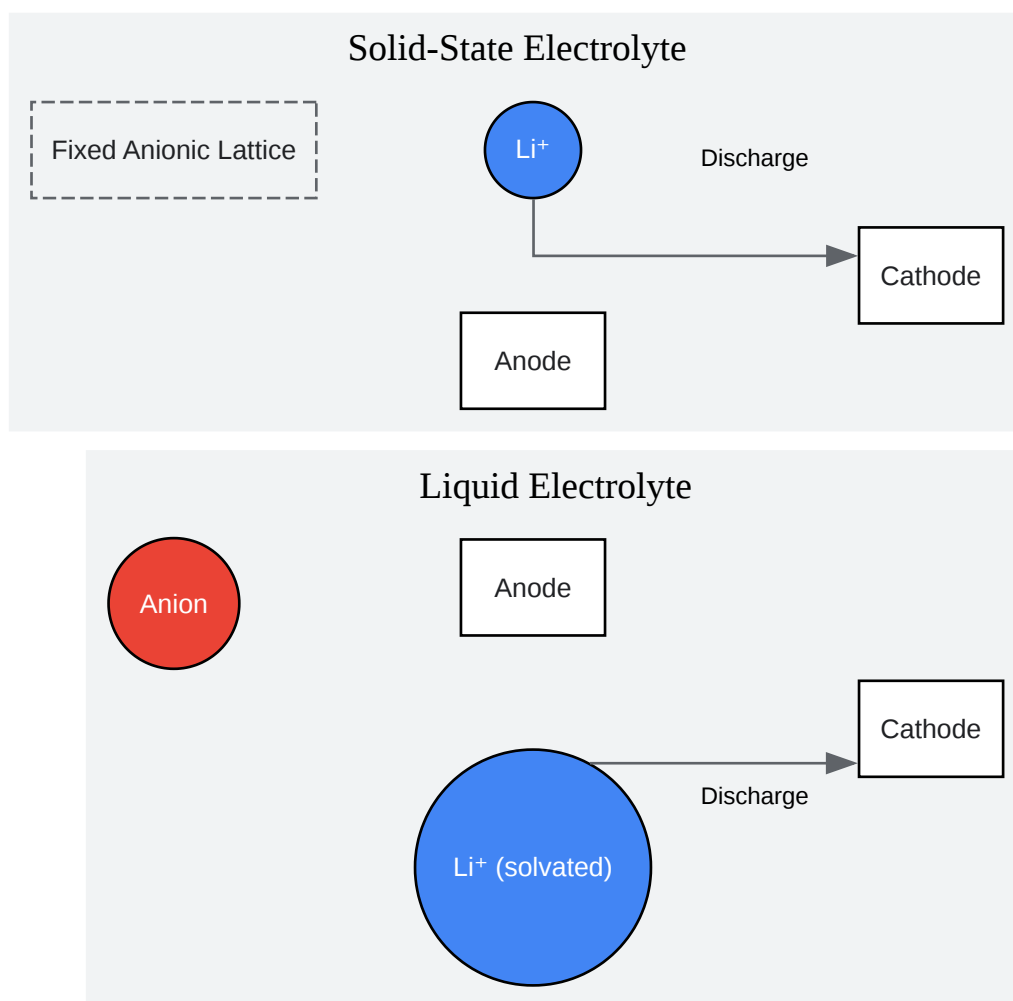 Solid-State Electrolyte
Fixed Anionic Lattice
Li⁺
Discharge
Cathode
Anode
Liquid Electrolyte
Anode
Anion
Cathode
Discharge
Li⁺ (solvated)